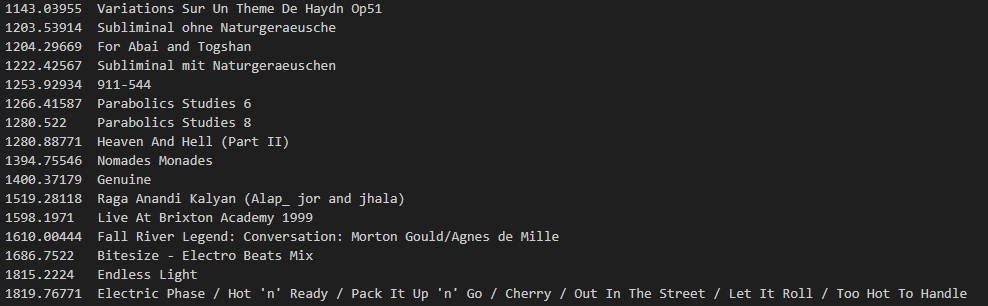 1143.03955  Variations Sur Un Theme De Haydn Op51
1203.53914  Subliminal ohne Naturgeraeusche
1204.29669  For Abai and Togshan
1222.42567  Subliminal mit Naturgeraeuschen
1253.92934  911-544
1266.41587  Parabolics Studies 6
1280.522    Parabolics Studies 8
1280.88771  Heaven And Hell (Part II)
1394.75546  Nomades Monades
1400.37179  Genuine
1519.28118  Raga Anandi Kalyan (Alap_ jor and jhala)
1598.1971   Live At Brixton Academy 1999
1610.00444  Fall River Legend: Conversation: Morton Gould/Agnes de Mille
1686.7522   Bitesize - Electro Beats Mix
1815.2224   Endless Light
1819.76771  Electric Phase / Hot 'n' Ready / Pack It Up 'n' Go / Cherry / Out In The Street / Let It Roll / Too Hot To Handle